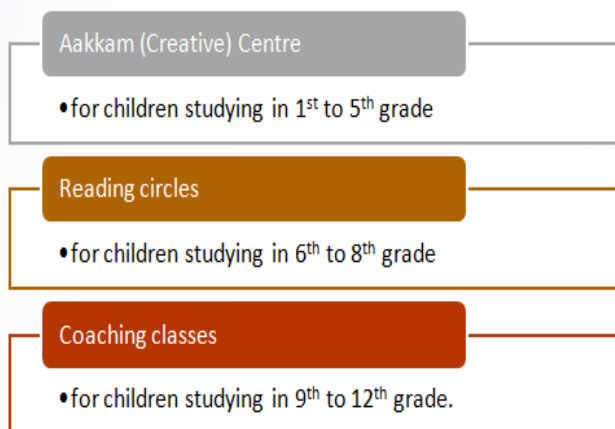 Aakkam (Creative) Centre
•for children studying in 1st to 5th grade
Reading circles
•for children studying in 6th to 8th grade
Coaching classes
•for children studying in 9th to 12th grade.